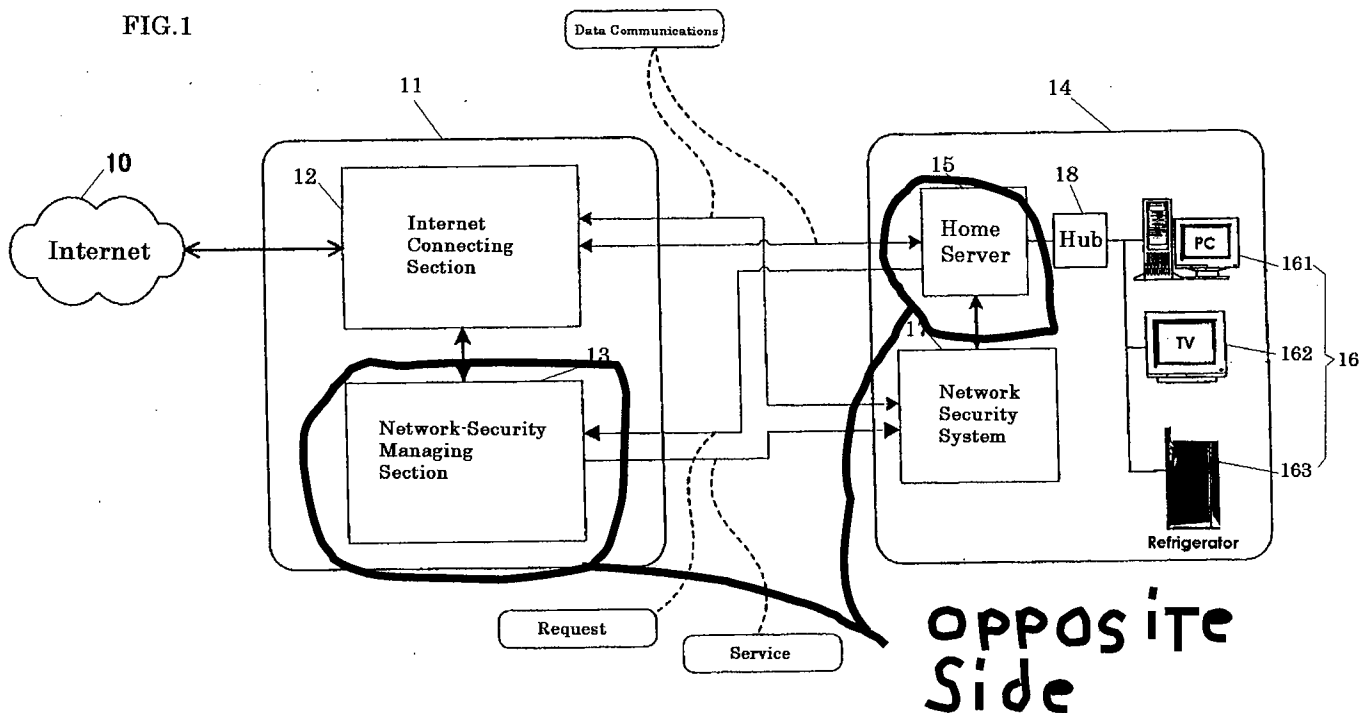 FIG.1
Data Communications
11
14
10
12
15
18
Internet
Internet
Connecting
Section
Home
Server
Hub
PC
161
13
17
TV
162
16
Network-Security
Managing
Section
Network
Security
System
163
Refrigerator
Request
Service
opposite
Side